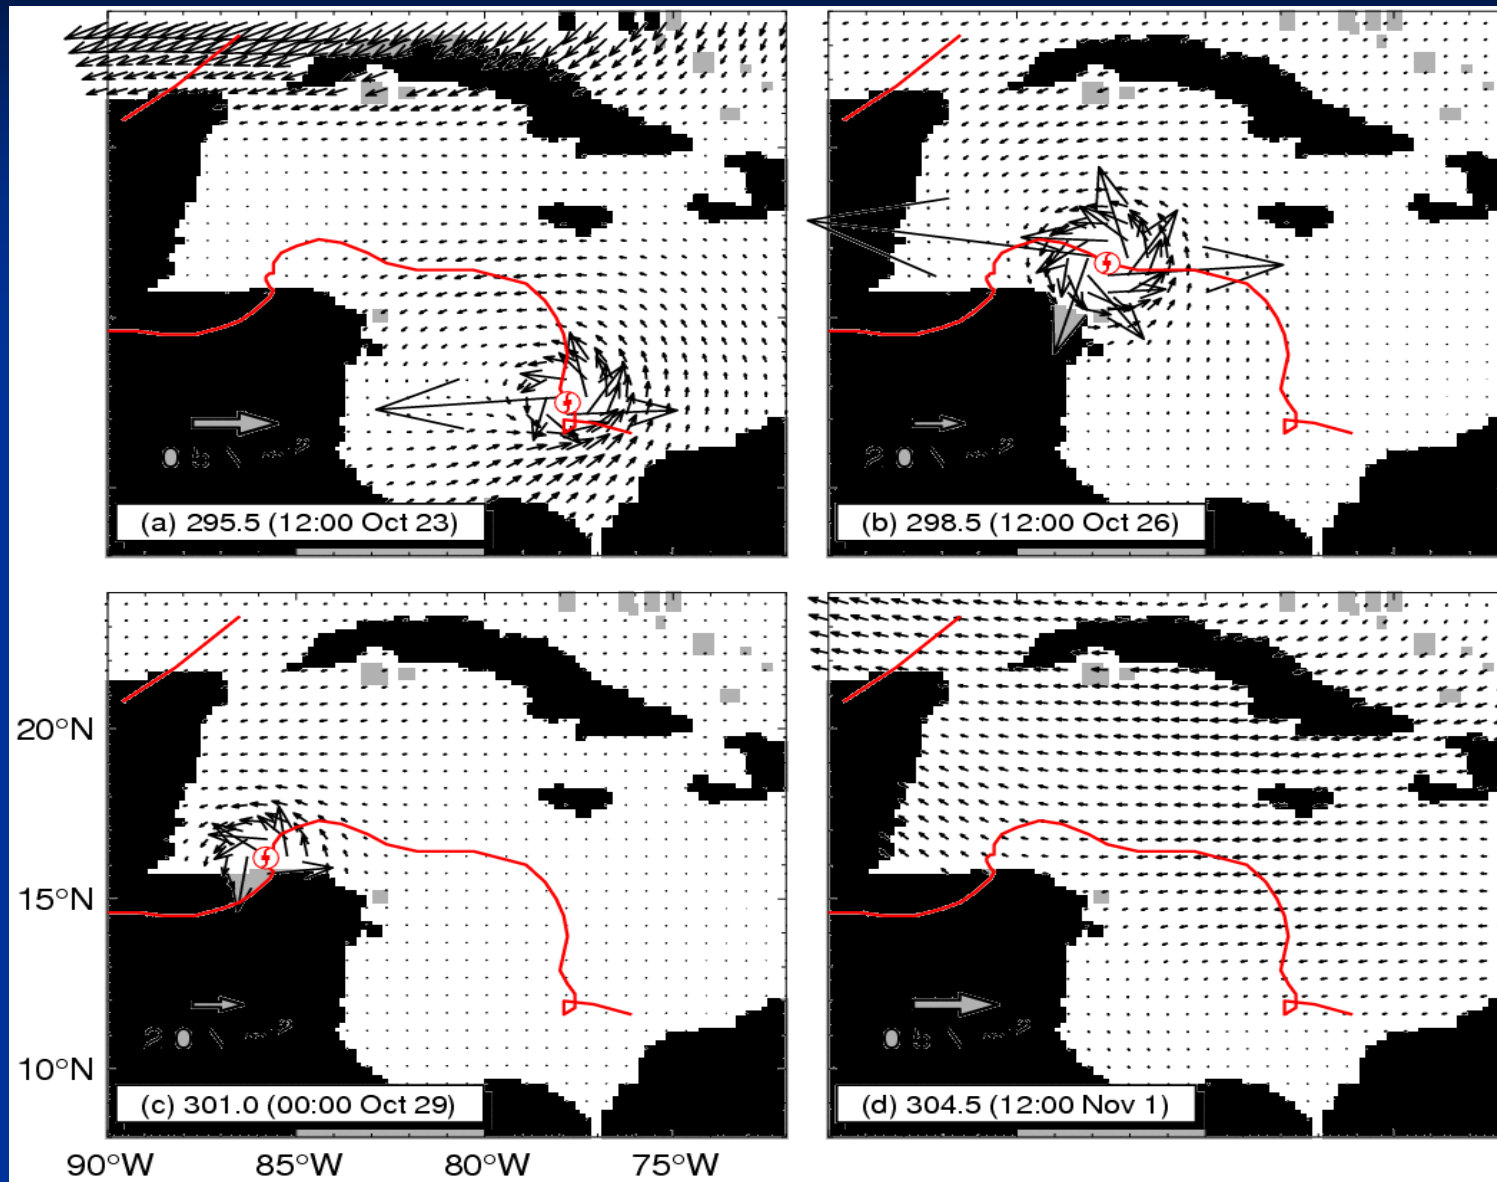 (a) 295.5 (12:00 Oct 23)
(b) 298.5 (12:00 Oct 26)
20°N
15°N
10°N
(c) 301.0 (00:00 Oct 29)
(d) 304.5 (12:00 Nov 1)
90°W 85°W 80°W 75°W